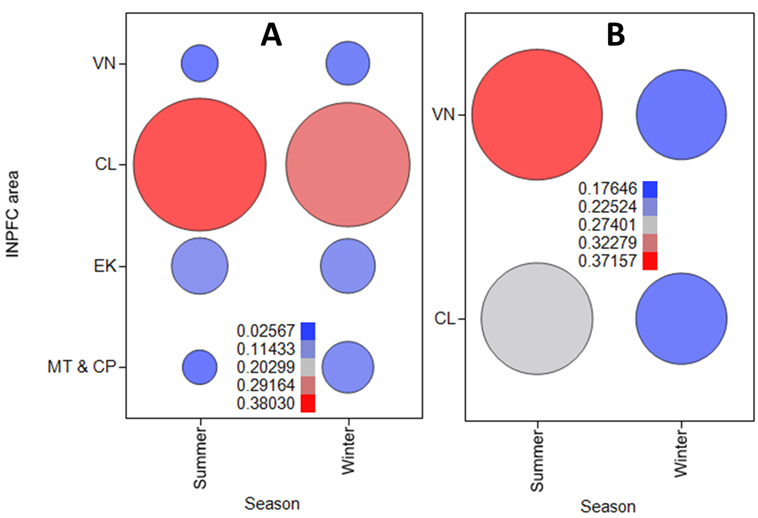 A
B
VN
CL
EK
MT & CP
INPFC area
0.02567
0.11433
0.20299
0.29164
0.38030
Summer
Winter
Season
VN
CL
0.17646
0.22524
0.27401
0.32279
0.37157
Summer
Winter
Season